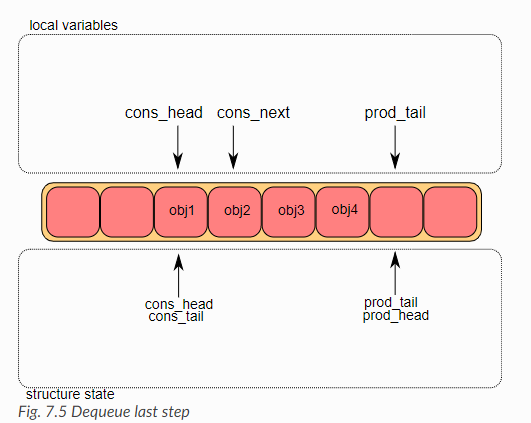 local variables
cons_head cons_next prod_tail
obj1 obj2 obj3 obj4
cons_head prod_tail
cons_tail prod_head
structure state
Fig. 7.5 Dequeue last step